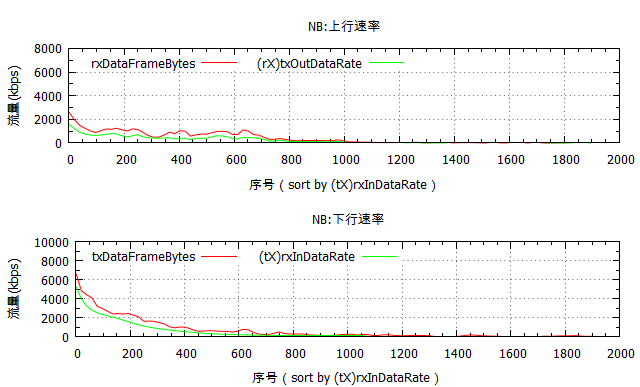 NB:上行速率
8000
6000
4000
2000
0
流量(kbps)
rxDataFrameBytes (rX)txOutDataRate
0 200 400 600 800 1000 1200 1400 1600 1800 2000
序号 ( sort by (tX)rxInDataRate )
NB:下行速率
10000
8000
6000
4000
2000
0
流量(kbps)
txDataFrameBytes (tX)rxInDataRate
0 200 400 600 800 1000 1200 1400 1600 1800 2000
序号 ( sort by (tX)rxInDataRate )